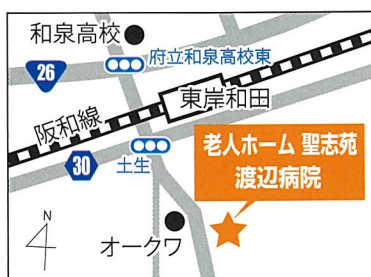 和泉高校
26
府立和泉高校東
東岸和田
阪和線
30
土生
老人ホーム 聖志苑
渡辺病院
オークワ
N